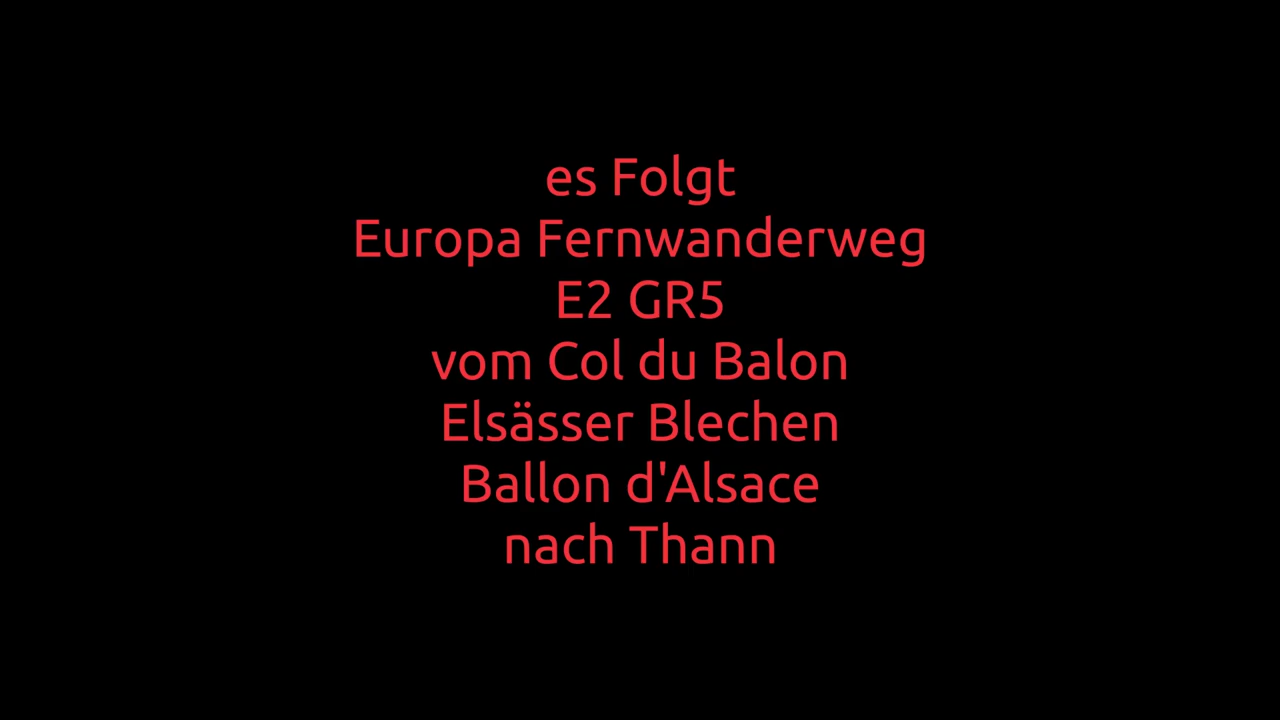 es Folgt
Europa Fernwanderweg
E2 GR5
vom Col du Balon
Elsässer Blechen
Ballon d'Alsace
nach Thann